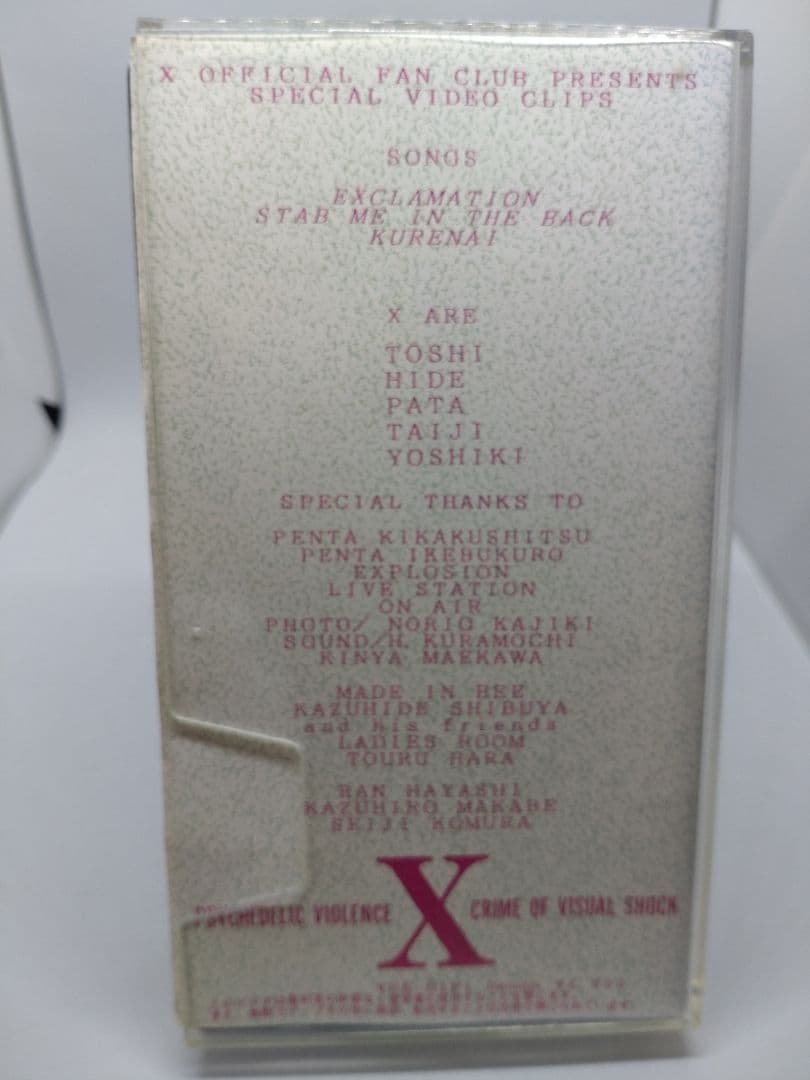 X OFFICIAL FAN CLUB PRESENTS
SPECIAL VIDEO CLIPS
SONGS
EXCLAMATION
STAB ME IN THE BACK
KURENAI
X ARE
TOSHI
HIDE
PATA
TAIJI
YOSHIKI
SPECIAL THANKS TO
PENTA KIKAKUSHITSU
PENTA IKEBUKURO
EXPLOSION
LIVE STATION
ON AIR
PHOTO/ NORIO KAJIKI
SOUND/H. KURAMOCHI
KINYA MAEKAWA
MADE IN HEE
KAZUHIDE SHIBUYA
and his friends
LADIES ROOM
TOURU HARA
RAN HAYASHI
KAZUHIRO MAKABE
SEIJI KOMURA
PSYCHEDELIC VIOLENCE X CRIME OF VISUAL SHOCK